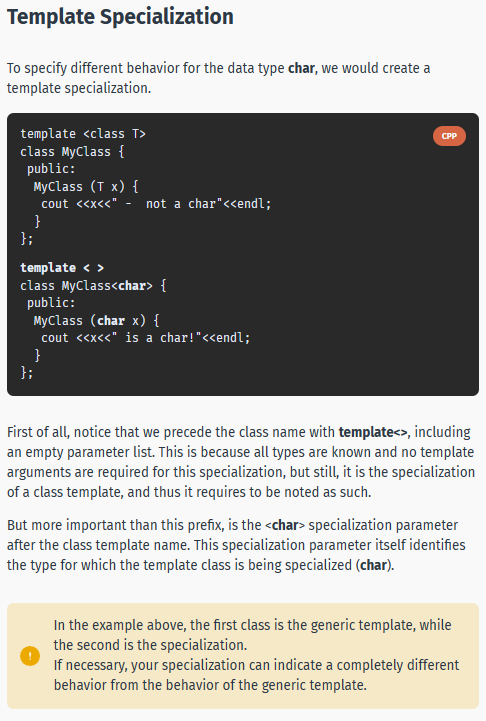 Template Specialization
To specify different behavior for the data type char, we would create a
template specialization.
CPP
template <class T>
class MyClass {
 public:
  MyClass (T x) {
   cout <<x<<" -  not a char"<<endl;
  }
};
template < >
class MyClass<char> {
 public:
  MyClass (char x) {
   cout <<x<<" is a char!"<<endl;
  }
};
First of all, notice that we precede the class name with template<>, including
an empty parameter list. This is because all types are known and no template
arguments are required for this specialization, but still, it is the specialization
of a class template, and thus it requires to be noted as such.
But more important than this prefix, is the <char> specialization parameter
after the class template name. This specialization parameter itself identifies
the type for which the template class is being specialized (char).
!
In the example above, the first class is the generic template, while
the second is the specialization.
If necessary, your specialization can indicate a completely different
behavior from the behavior of the generic template.